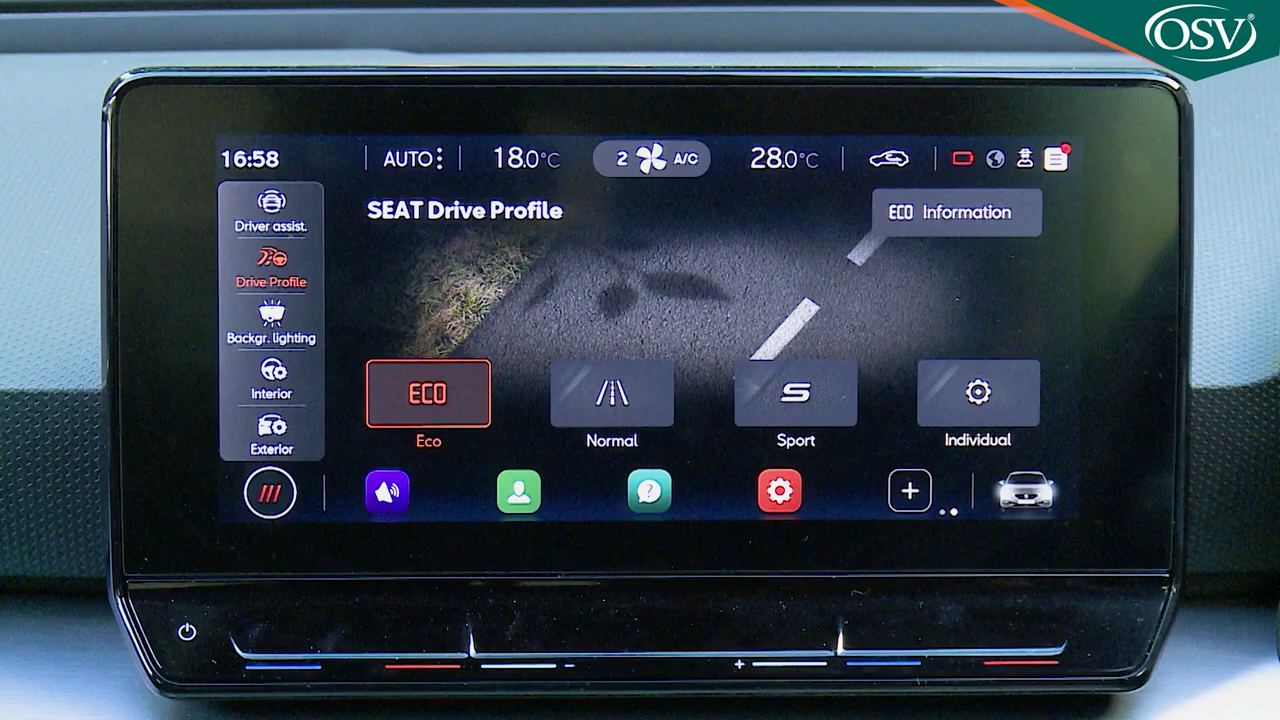 OSV®
16:58
AUTO
18.0°C
2
A/C
28.0°C
SEAT Drive Profile
ECO Information
Driver assist.
Drive Profile
Backgr. lighting
Interior
Exterior
ECO
S
Eco
Normal
Sport
Individual